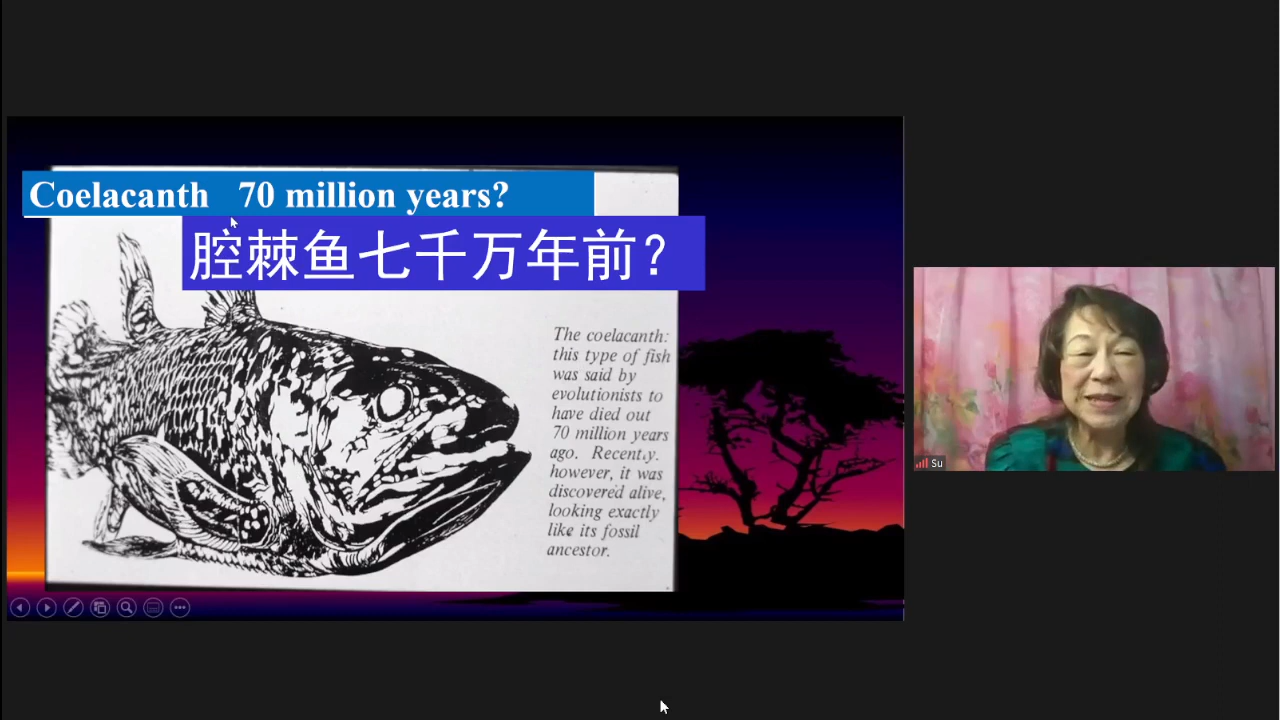 Coelacanth 70 million years?
腔棘鱼七千万年前？
The coelacanth:
this type of fish
was said by
evolutionists to
have died out
70 million years
ago. Recently.
however, it was
discovered alive,
looking exactly
like its fossil
ancestor.
Su